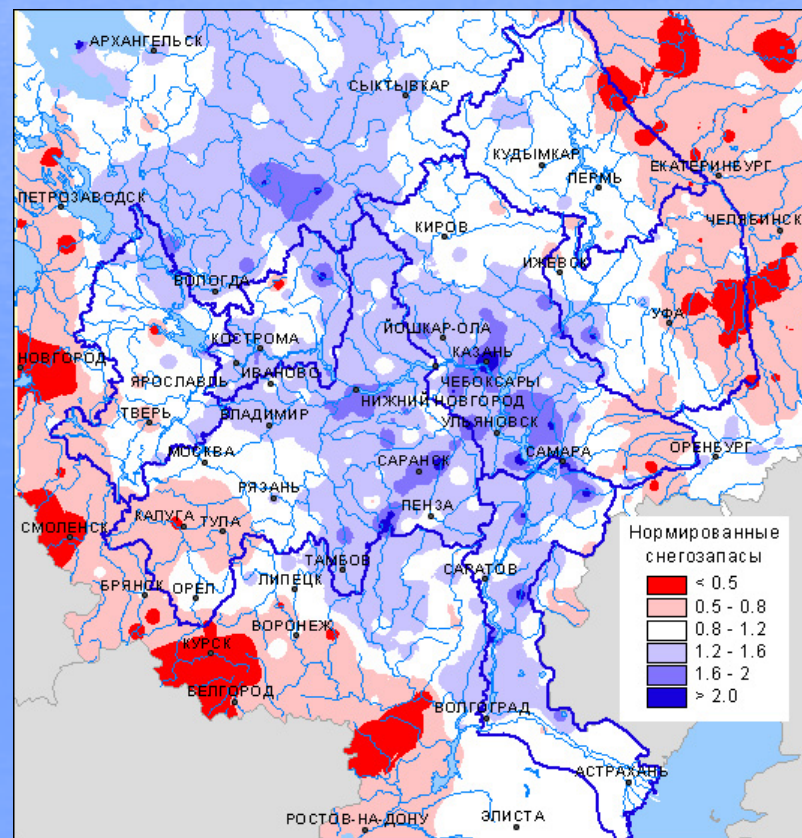 АРХАНГЕЛЬСК
СЫКТЫВКАР
КУДЫМКАР
ЕКАТЕРИНБУРГ
ПЕРМЬ
ПЕТРОЗАВОДСК
ЧЕЛЯБИНСК
КИРОВ
ИЖЕВСК
ВОЛОГДА
УФА
ЙОШКАР-ОЛА
КОСТРОМА
НОВГОРОД
КАЗАНЬ
ЯРОСЛАВЛЬ
ИВАНОВО
ЧЕБОКСАРЫ
НИЖНИЙ НОВГОРОД
ТВЕРЬ
ВЛАДИМИР
УЛЬЯНОВСК
МОСКВА
САМАРА
ОРЕНБУРГ
САРАНСК
РЯЗАНЬ
КАЛУГА
ТУЛА
ПЕНЗА
СМОЛЕНСК
Нормированные
снегозапасы
< 0.5
0.5 - 0.8
0.8 - 1.2
1.2 - 1.6
1.6 - 2
> 2.0
ТАМБОВ
САРАТОВ
БРЯНСК
ОРЕЛ
ЛИПЕЦК
ВОРОНЕЖ
КУРСК
БЕЛГОРОД
ВОЛГОГРАД
АСТРАХАНЬ
РОСТОВ-НА-ДОНУ
ЭЛИСТА